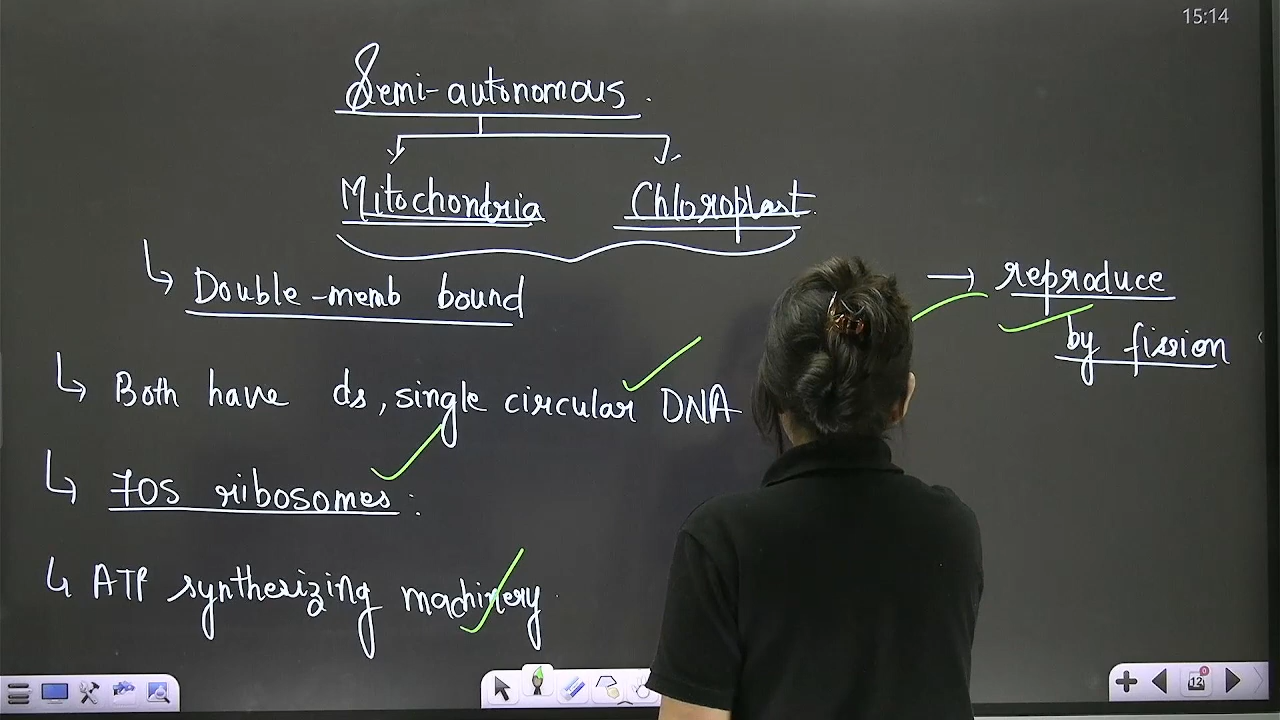 15:14
Semi-autonomous.
Mitochondria Chloroplast.
↳ Double-memb bound
→ reproduce
by fission
↳ Both have ds, single circular DNA
↳ 70S ribosomes:
↳ ATP synthesizing machinery
12